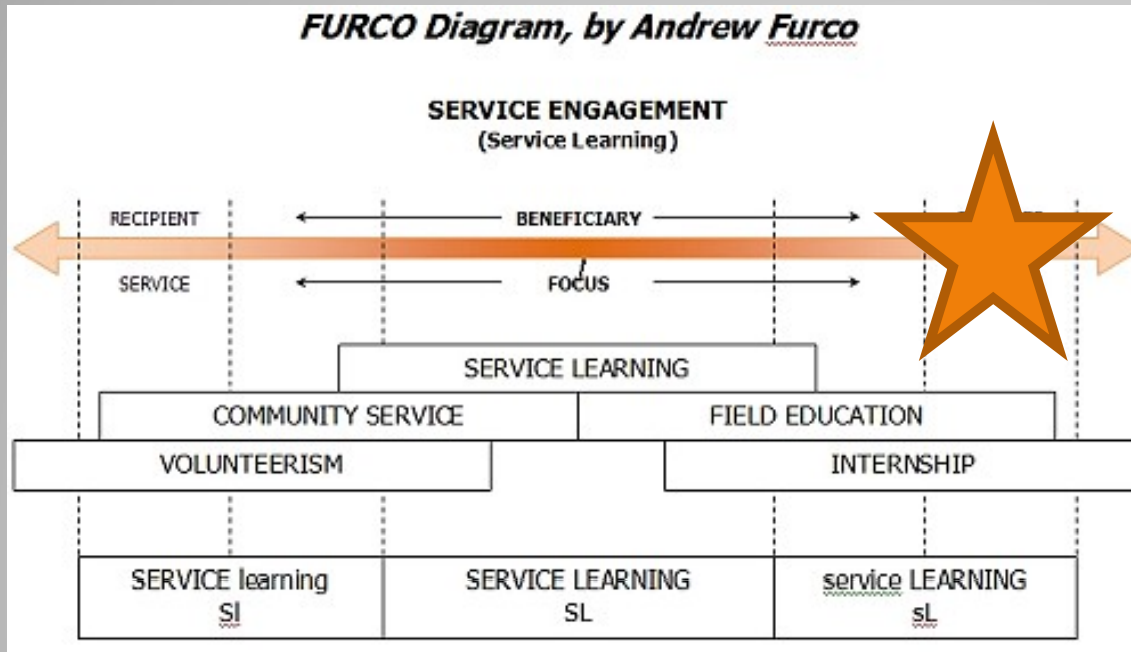 FURCO Diagram, by Andrew Furco
SERVICE ENGAGEMENT
(Service Learning)
RECIPIENT BENEFICIARY
SERVICE FOCUS
SERVICE LEARNING
COMMUNITY SERVICE FIELD EDUCATION
VOLUNTEERISM INTERNSHIP
SERVICE learning SERVICE LEARNING service LEARNING
Sl SL sL